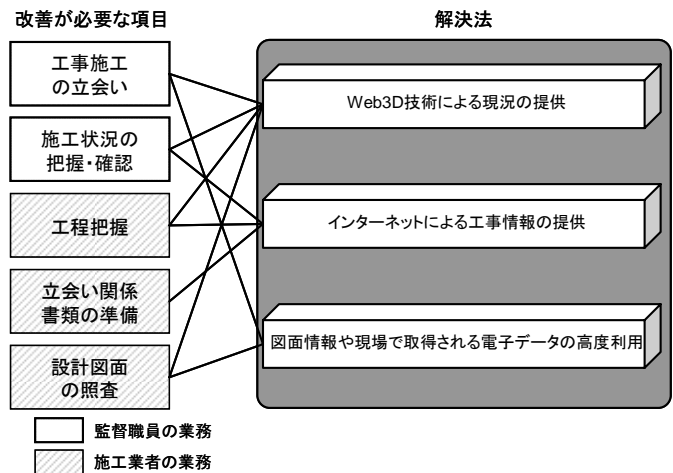 改善が必要な項目
解決法
工事施工
の立会い
施工状況の
把握・確認
工程把握
立会い関係
書類の準備
設計図面
の照査
Web3D技術による現況の提供
インターネットによる工事情報の提供
図面情報や現場で取得される電子データの高度利用
監督職員の業務
施工業者の業務